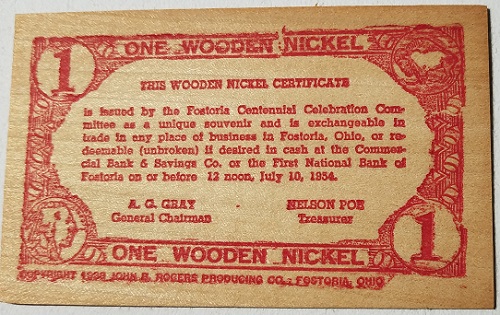 ONE WOODEN NICKEL
1
THIS WOODEN NICKEL CERTIFICATE
is issued by the Fostoria Centennial Celebration Com-
mittee as a unique souvenir and is exchangeable in
trade in any place of business in Fostoria, Ohio, or re-
deemable (unbroken) if desired in cash at the Commer-
cial Bank & Savings Co. or the First National Bank of
Fostoria on or before 12 noon, July 10, 1954.
A. G. GRAY NELSON POE
General Chairman Treasurer
1
ONE WOODEN NICKEL
COPYRIGHT 1938 JOHN B. ROGERS PRODUCING CO.; FOSTORIA, OHIO